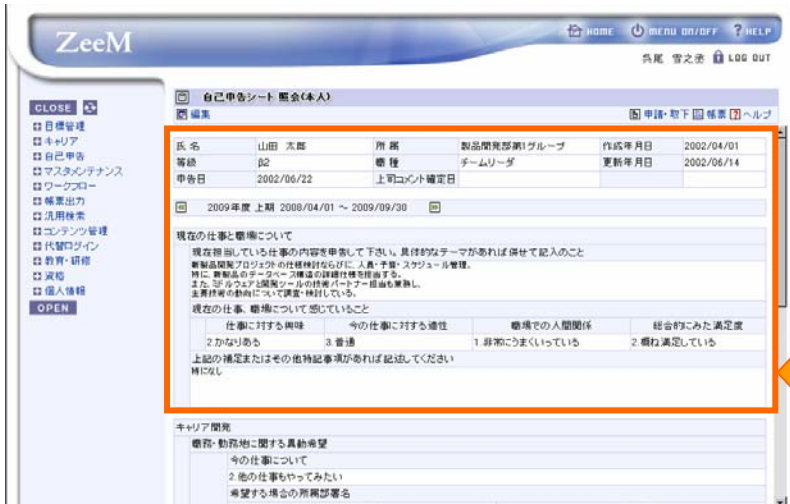 ZeeM
HOME MENU ON/OFF ? HELP
呉尾 雪之丞 LOG OUT
CLOSE
目標管理
キャリア
自己申告
マスタメンテナンス
ワークフロー
帳票出力
汎用検索
コンテンツ管理
代替ログイン
教育・研修
資格
個人情報
OPEN
自己申告シート 照会(本人)
編集 申請・取下 帳票 ヘルプ
氏名 山田 太郎 所属 製品開発部第1グループ 作成年月日 2002/04/01
等級 β2 職種 チームリーダ 更新年月日 2002/06/14
申告日 2002/06/22 上司コメント確定日
2009年度 上期 2008/04/01 ～ 2009/09/30
現在の仕事と職場について
現在担当している仕事の内容を申告して下さい。具体的なテーマがあれば併せて記入のこと
新製品開発プロジェクトの仕様検討ならびに、人員・予算・スケジュール管理。
特に、新製品のデータベース構造の詳細仕様を担当する。
また、ミドルウェアと開発ツールの技術パートナー担当も兼務し、
主要技術の動向について調査・検討している。
現在の仕事、職場について感じていること
仕事に対する興味 今の仕事に対する適性 職場での人間関係 総合的にみた満足度
2.かなりある 3.普通 1.非常にうまくいっている 2.概ね満足している
上記の補足またはその他特記事項があれば記述してください
特になし
キャリア開発
職務・勤務地に関する異動希望
今の仕事について
2.他の仕事もやってみたい
希望する場合の所属部署名